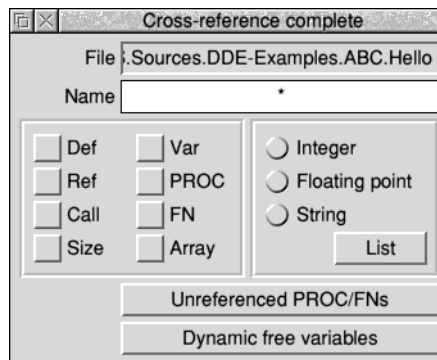 Cross-reference complete
File .Sources.DDE-Examples.ABC.Hello
Name *
Def Var Integer
Ref PROC Floating point
Call FN String
Size Array List
Unreferenced PROC/FNs
Dynamic free variables